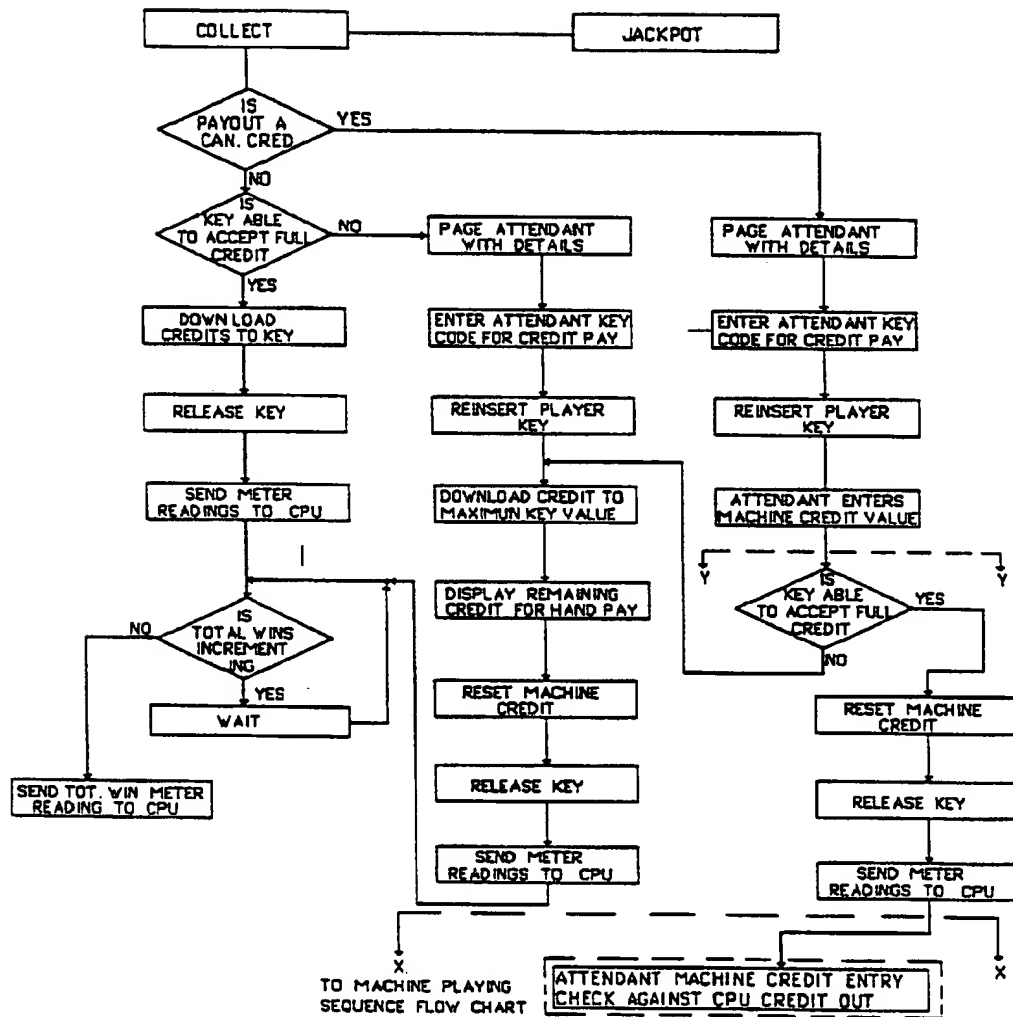 COLLECT
JACKPOT
IS
PAYOUT A
CAN. CRED
YES
NO
IS
KEY ABLE
TO ACCEPT FULL
CREDIT
NO
YES
DOWNLOAD
CREDITS TO KEY
RELEASE KEY
SEND METER
READINGS TO CPU
IS
TOTAL WINS
INCREMENT
ING
NO
YES
WAIT
SEND TOT. WIN METER
READING TO CPU
PAGE ATTENDANT
WITH DETAILS
ENTER ATTENDANT KEY
CODE FOR CREDIT PAY
REINSERT PLAYER
KEY
DOWNLOAD CREDIT TO
MAXIMUN KEY VALUE
DISPLAY REMAINING
CREDIT FOR HAND PAY
RESET MACHINE
CREDIT
RELEASE KEY
SEND METER
READINGS TO CPU
PAGE ATTENDANT
WITH DETAILS
ENTER ATTENDANT KEY
CODE FOR CREDIT PAY
REINSERT PLAYER
KEY
ATTENDANT ENTERS
MACHINE CREDIT VALUE
Y
Y
IS
KEY ABLE
TO ACCEPT FULL
CREDIT
YES
NO
RESET MACHINE
CREDIT
RELEASE KEY
SEND METER
READINGS TO CPU
X
X
TO MACHINE PLAYING
SEQUENCE FLOW CHART
ATTENDANT MACHINE CREDIT ENTRY
CHECK AGAINST CPU CREDIT OUT